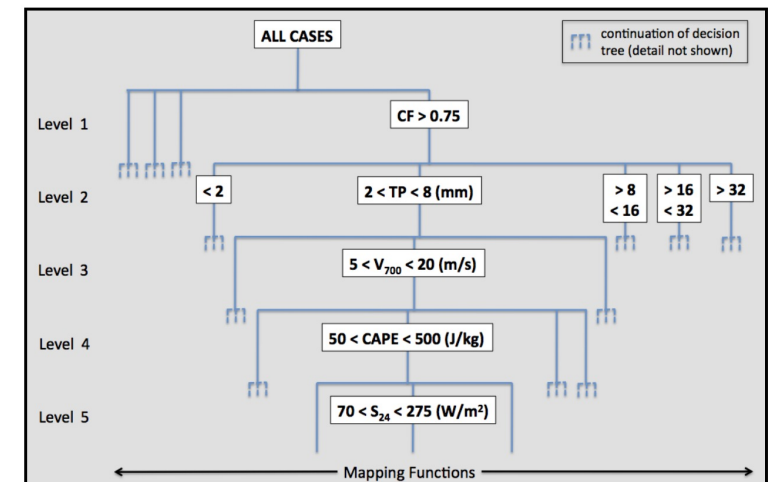 ALL CASES
continuation of decision
tree (detail not shown)
Level 1
CF > 0.75
Level 2
< 2
2 < TP < 8 (mm)
> 8
< 16
> 16
< 32
> 32
Level 3
5 < V₇₀₀ < 20 (m/s)
Level 4
50 < CAPE < 500 (J/kg)
Level 5
70 < S₂₄ < 275 (W/m²)
Mapping Functions